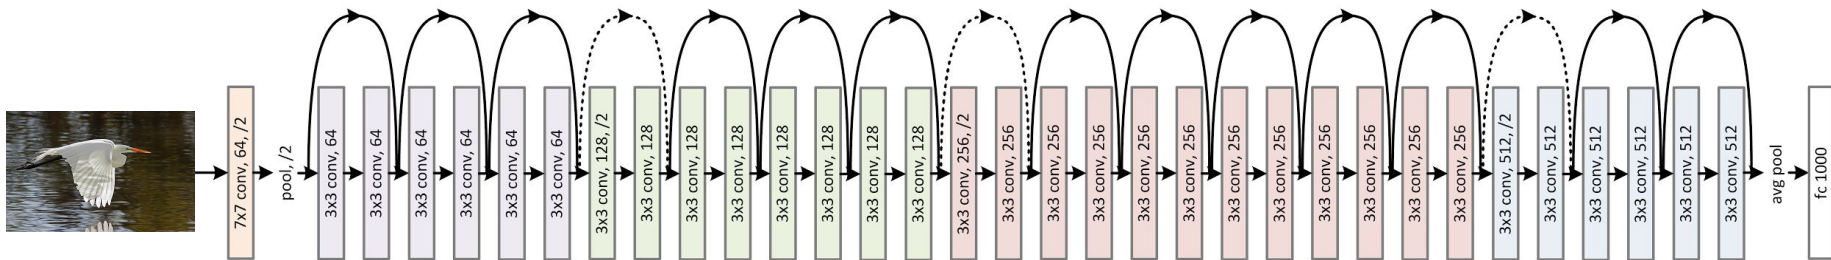 7x7 conv, 64, /2
pool, /2
3x3 conv, 64
3x3 conv, 64
3x3 conv, 64
3x3 conv, 64
3x3 conv, 64
3x3 conv, 64
3x3 conv, 128, /2
3x3 conv, 128
3x3 conv, 128
3x3 conv, 128
3x3 conv, 128
3x3 conv, 128
3x3 conv, 128
3x3 conv, 128
3x3 conv, 256, /2
3x3 conv, 256
3x3 conv, 256
3x3 conv, 256
3x3 conv, 256
3x3 conv, 256
3x3 conv, 256
3x3 conv, 256
3x3 conv, 256
3x3 conv, 256
3x3 conv, 256
3x3 conv, 256
3x3 conv, 512, /2
3x3 conv, 512
3x3 conv, 512
3x3 conv, 512
3x3 conv, 512
3x3 conv, 512
avg pool
fc 1000